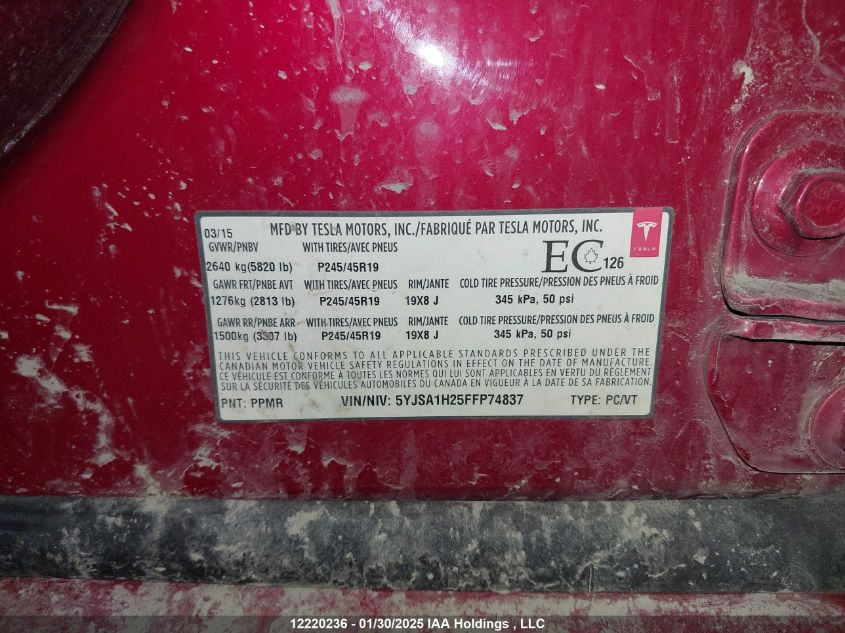 03/15 MFD BY TESLA MOTORS, INC./FABRIQUÉ PAR TESLA MOTORS, INC.
GVWR/PNBV WITH TIRES/AVEC PNEUS
2640 kg(5820 lb) P245/45R19 EC 126
TESLA
GAWR FRT/PNBE AVT WITH TIRES/AVEC PNEUS RIM/JANTE COLD TIRE PRESSURE/PRESSION DES PNEUS À FROID
1276kg (2813 lb) P245/45R19 19X8 J 345 kPa, 50 psi
GAWR RR/PNBE ARR WITH-TIRES/AVEC PNEUS RIM/JANTE COLD TIRE PRESSURE/PRESSION DES PNEUS À FROID
1500kg (3307 lb) P245/45R19 19X8 J 345 kPa, 50 psi
THIS VEHICLE CONFORMS TO ALL APPLICABLE STANDARDS PRESCRIBED UNDER THE
CANADIAN MOTOR VEHICLE SAFETY REGULATIONS IN EFFECT ON THE DATE OF MANUFACTURE.
CE VÉHICULE EST CONFORME À TOUTES LES NORMES QUI LUI SONT APPLICABLES EN VERTU DU RÈGLEMENT
SUR LA SÉCURITÉ DES VÉHICULES AUTOMOBILES DU CANADA EN VIGUEUR À LA DATE DE SA FABRICATION.
PNT: PPMR VIN/NIV: 5YJSA1H25FFP74837 TYPE: PC/VT
12220236 - 01/30/2025 IAA Holdings , LLC